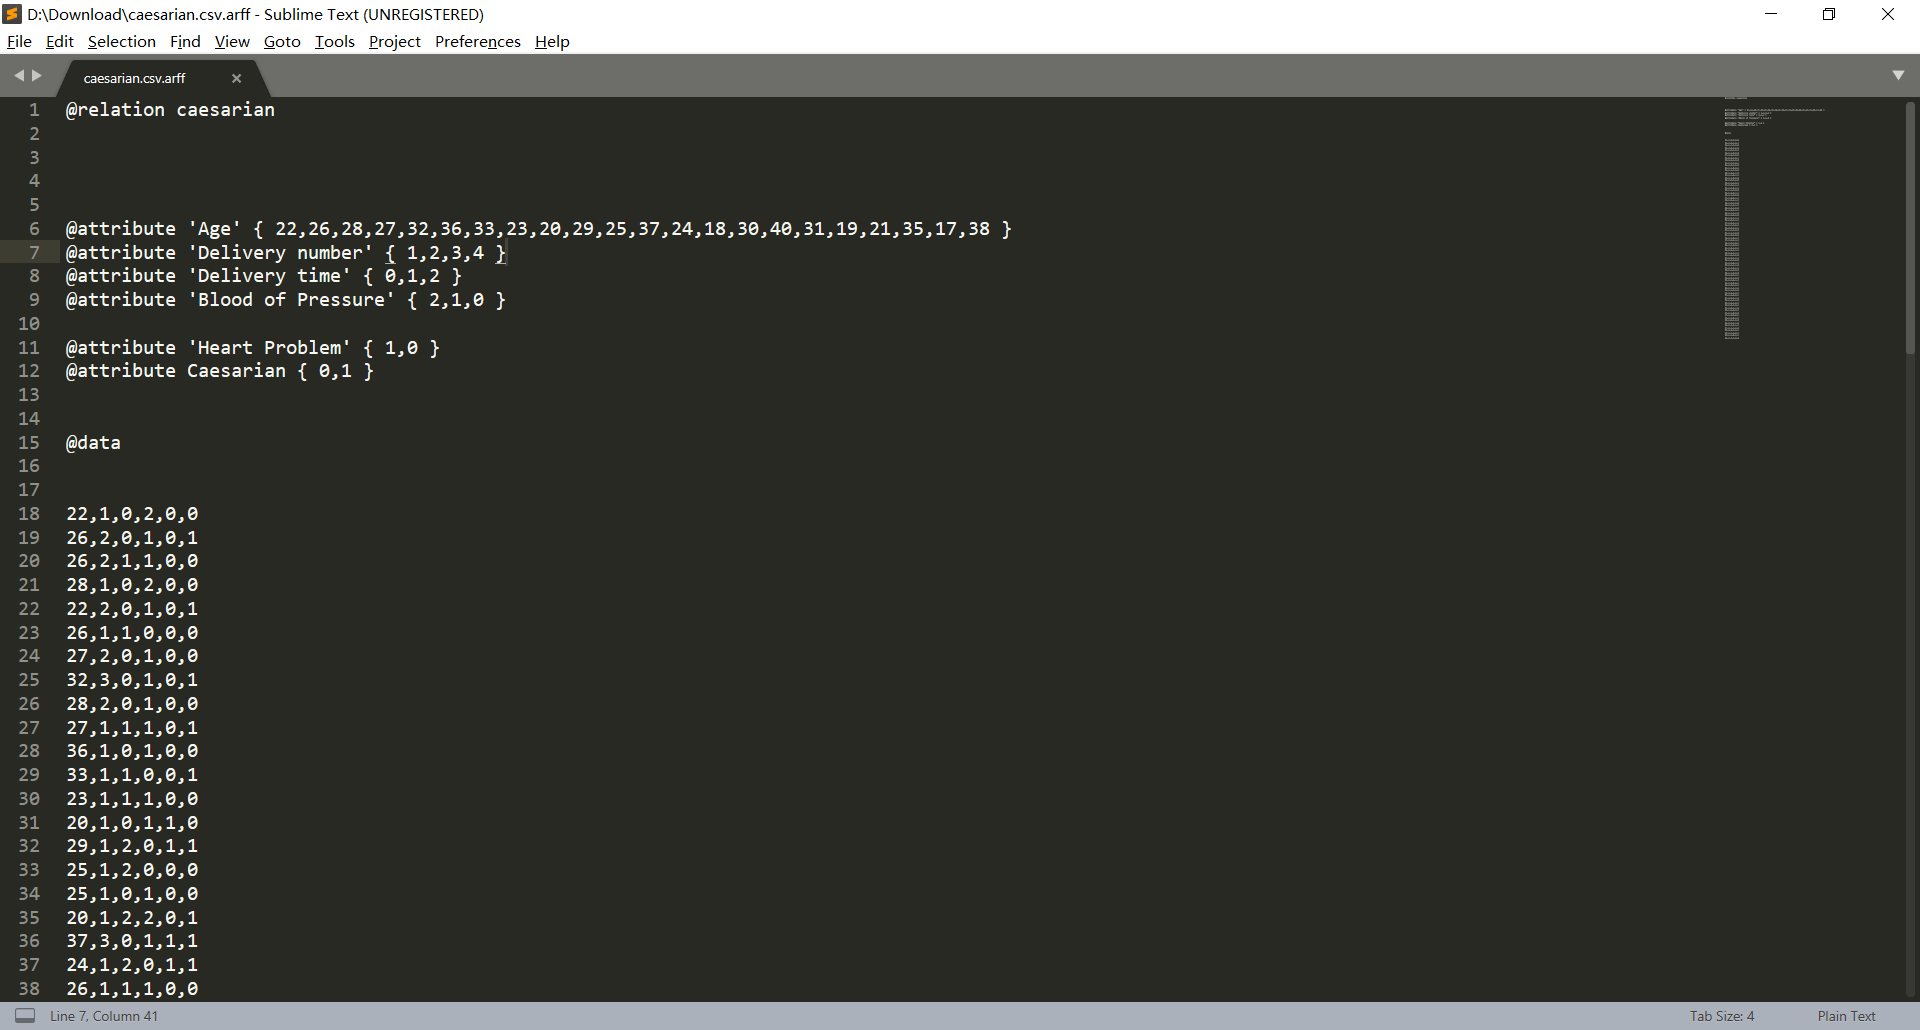 D:\Download\caesarian.csv.arff - Sublime Text (UNREGISTERED)
File Edit Selection Find View Goto Tools Project Preferences Help
caesarian.csv.arff
1 @relation caesarian
2
3
4
5
6 @attribute 'Age' { 22,26,28,27,32,36,33,23,20,29,25,37,24,18,30,40,31,19,21,35,17,38 }
7 @attribute 'Delivery number' { 1,2,3,4 }
8 @attribute 'Delivery time' { 0,1,2 }
9 @attribute 'Blood of Pressure' { 2,1,0 }
10
11 @attribute 'Heart Problem' { 1,0 }
12 @attribute Caesarian { 0,1 }
13
14
15 @data
16
17
18 22,1,0,2,0,0
19 26,2,0,1,0,1
20 26,2,1,1,0,0
21 28,1,0,2,0,0
22 22,2,0,1,0,1
23 26,1,1,0,0,0
24 27,2,0,1,0,0
25 32,3,0,1,0,1
26 28,2,0,1,0,0
27 27,1,1,1,0,1
28 36,1,0,1,0,0
29 33,1,1,0,0,1
30 23,1,1,1,0,0
31 20,1,0,1,1,0
32 29,1,2,0,1,1
33 25,1,2,0,0,0
34 25,1,0,1,0,0
35 20,1,2,2,0,1
36 37,3,0,1,1,1
37 24,1,2,0,1,1
38 26,1,1,1,0,0
Line 7, Column 41 Tab Size: 4 Plain Text